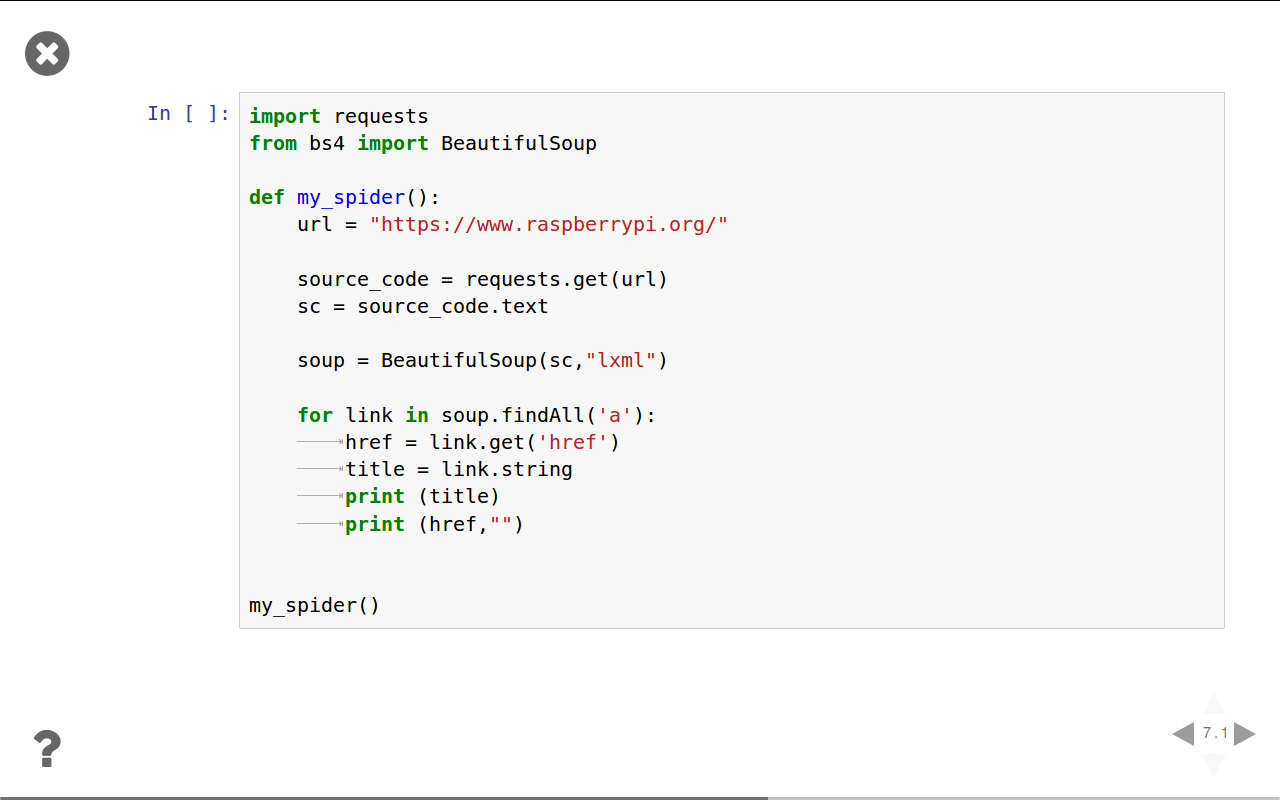 In [ ]:
import requests
from bs4 import BeautifulSoup

def my_spider():
    url = "https://www.raspberrypi.org/"

    source_code = requests.get(url)
    sc = source_code.text

    soup = BeautifulSoup(sc,"lxml")

    for link in soup.findAll('a'):
        href = link.get('href')
        title = link.string
        print (title)
        print (href,"")


my_spider()
?
7.1